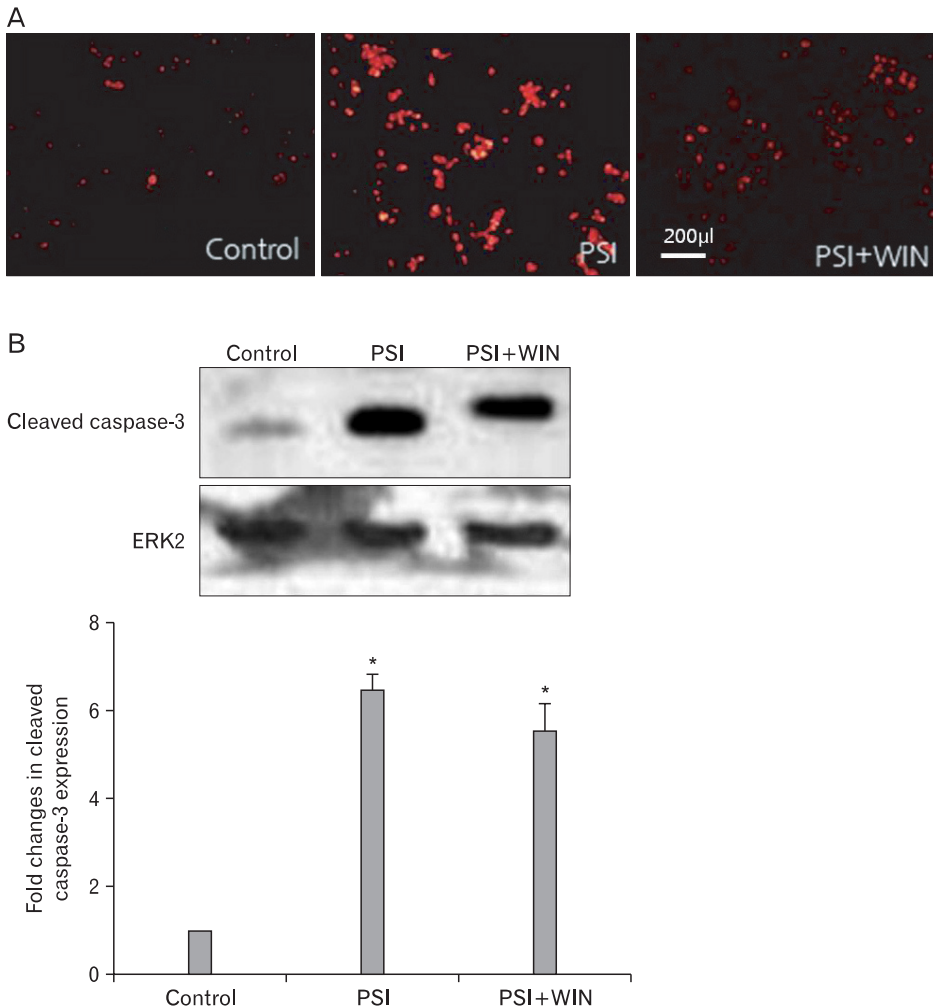 A
Control
PSI
200µl
PSI+WIN
B
Control PSI PSI+WIN
Cleaved caspase-3
ERK2
8
6
4
2
0
Fold changes in cleaved
caspase-3 expression
*
*
Control PSI PSI+WIN